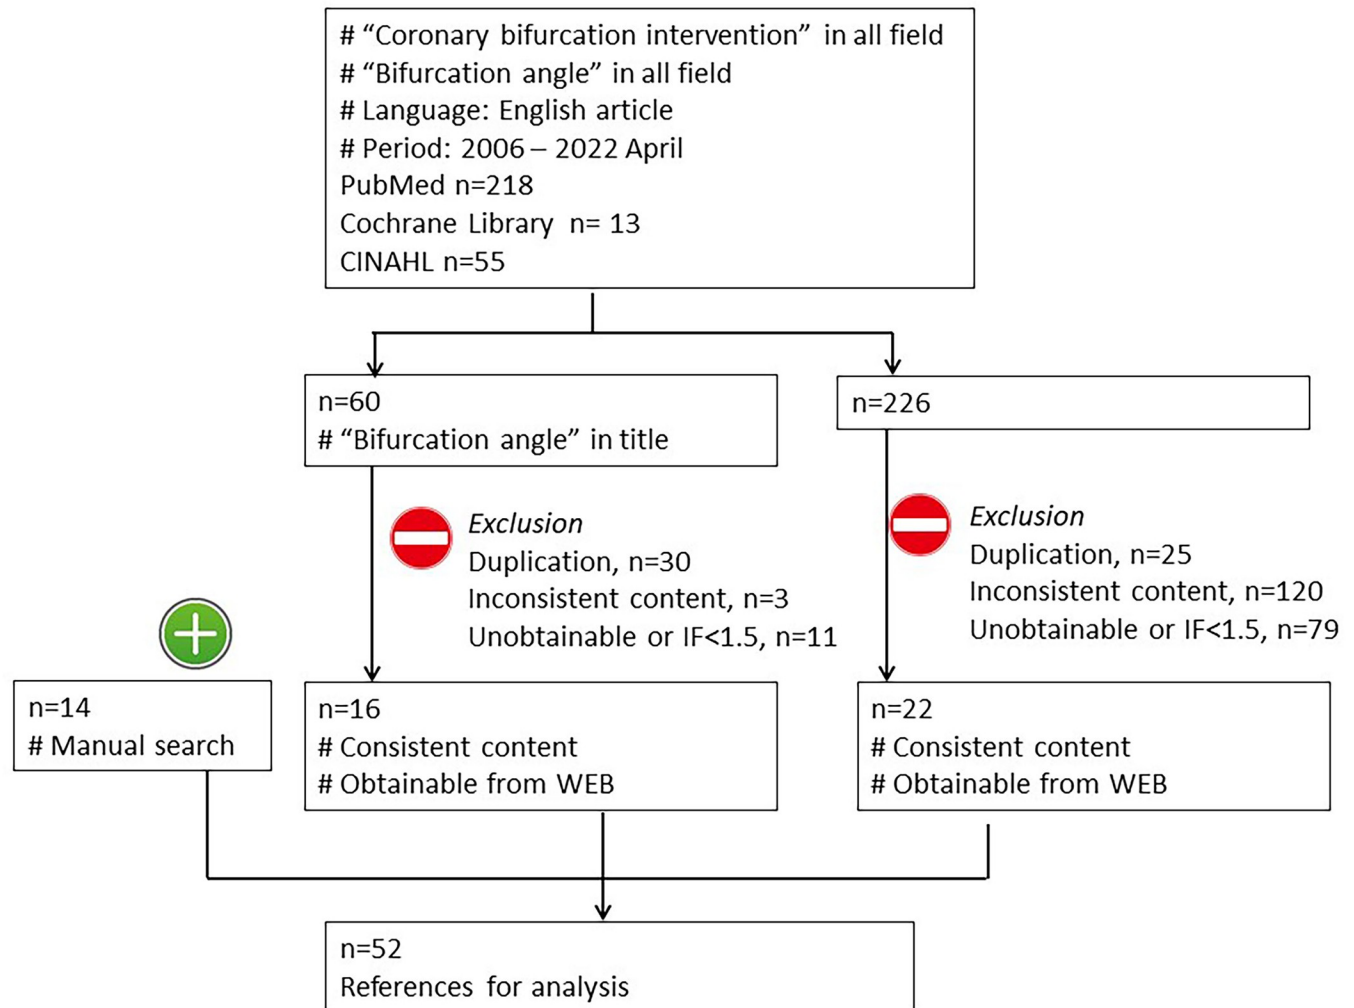 # “Coronary bifurcation intervention” in all field
# “Bifurcation angle” in all field
# Language: English article
# Period: 2006 – 2022 April
PubMed n=218
Cochrane Library n= 13
CINAHL n=55
n=60
# “Bifurcation angle” in title
n=226
Exclusion
Duplication, n=30
Inconsistent content, n=3
Unobtainable or IF<1.5, n=11
Exclusion
Duplication, n=25
Inconsistent content, n=120
Unobtainable or IF<1.5, n=79
n=14
# Manual search
n=16
# Consistent content
# Obtainable from WEB
n=22
# Consistent content
# Obtainable from WEB
n=52
References for analysis